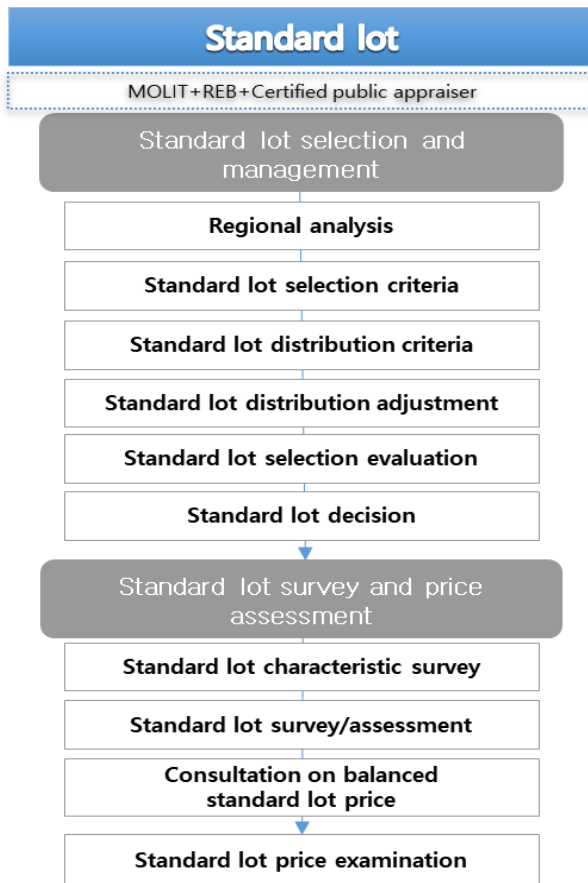 Standard lot
MOLIT+REB+Certified public appraiser
Standard lot selection and
management
Regional analysis
Standard lot selection criteria
Standard lot distribution criteria
Standard lot distribution adjustment
Standard lot selection evaluation
Standard lot decision
Standard lot survey and price
assessment
Standard lot characteristic survey
Standard lot survey/assessment
Consultation on balanced
standard lot price
Standard lot price examination